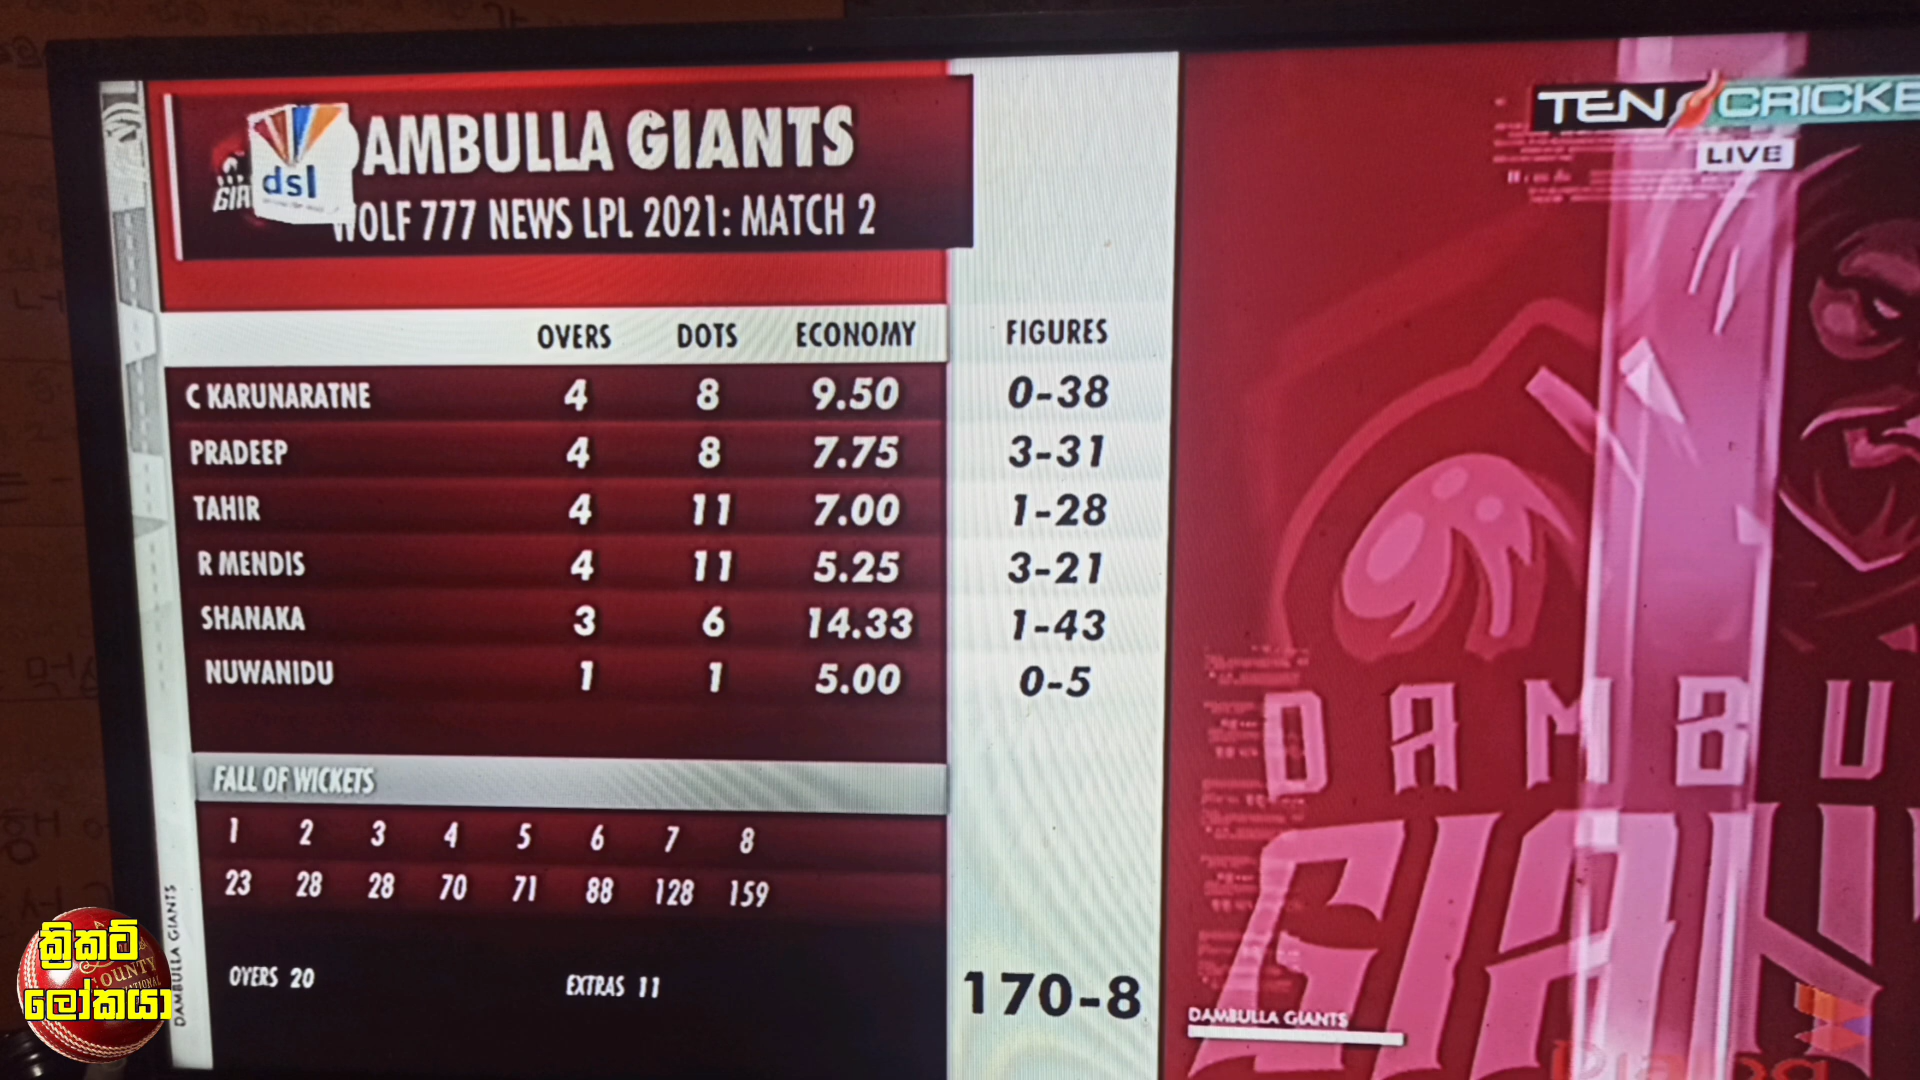 TEN CRICKE
LIVE
DAMBULLA GIANTS
dsl
WOLF 777 NEWS LPL 2021: MATCH 2
OVERS DOTS ECONOMY FIGURES
C KARUNARATNE 4 8 9.50 0-38
PRADEEP 4 8 7.75 3-31
TAHIR 4 11 7.00 1-28
R MENDIS 4 11 5.25 3-21
SHANAKA 3 6 14.33 1-43
NUWANIDU 1 1 5.00 0-5
FALL OF WICKETS
1 2 3 4 5 6 7 8
23 28 28 70 71 88 128 159
OVERS 20 EXTRAS 11 170-8
DAMBULLA GIANTS
DAMBULLA GIANTS
DAMBU
GIAN
ක්‍රිකට්
COUNTY
ලෝකයා